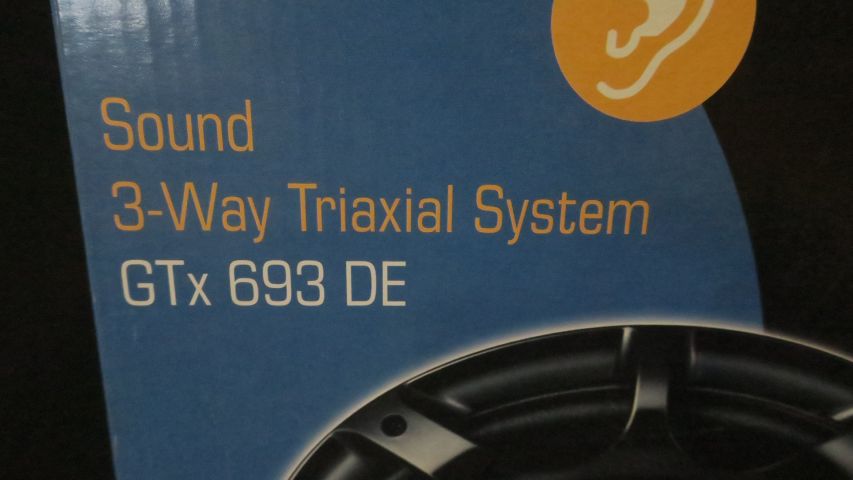 Sound
3-Way Triaxial System
GTx 693 DE